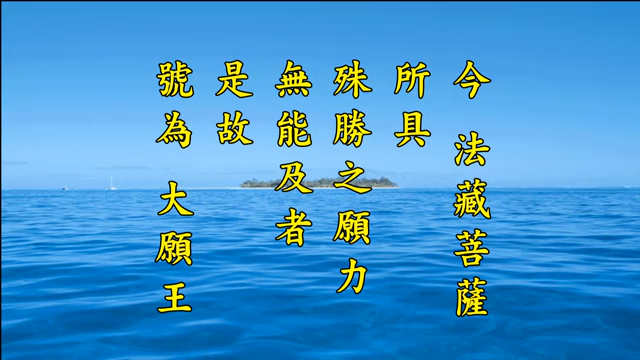 今 法藏菩薩
所具
殊勝之願力
無能及者
是故
號為 大願王